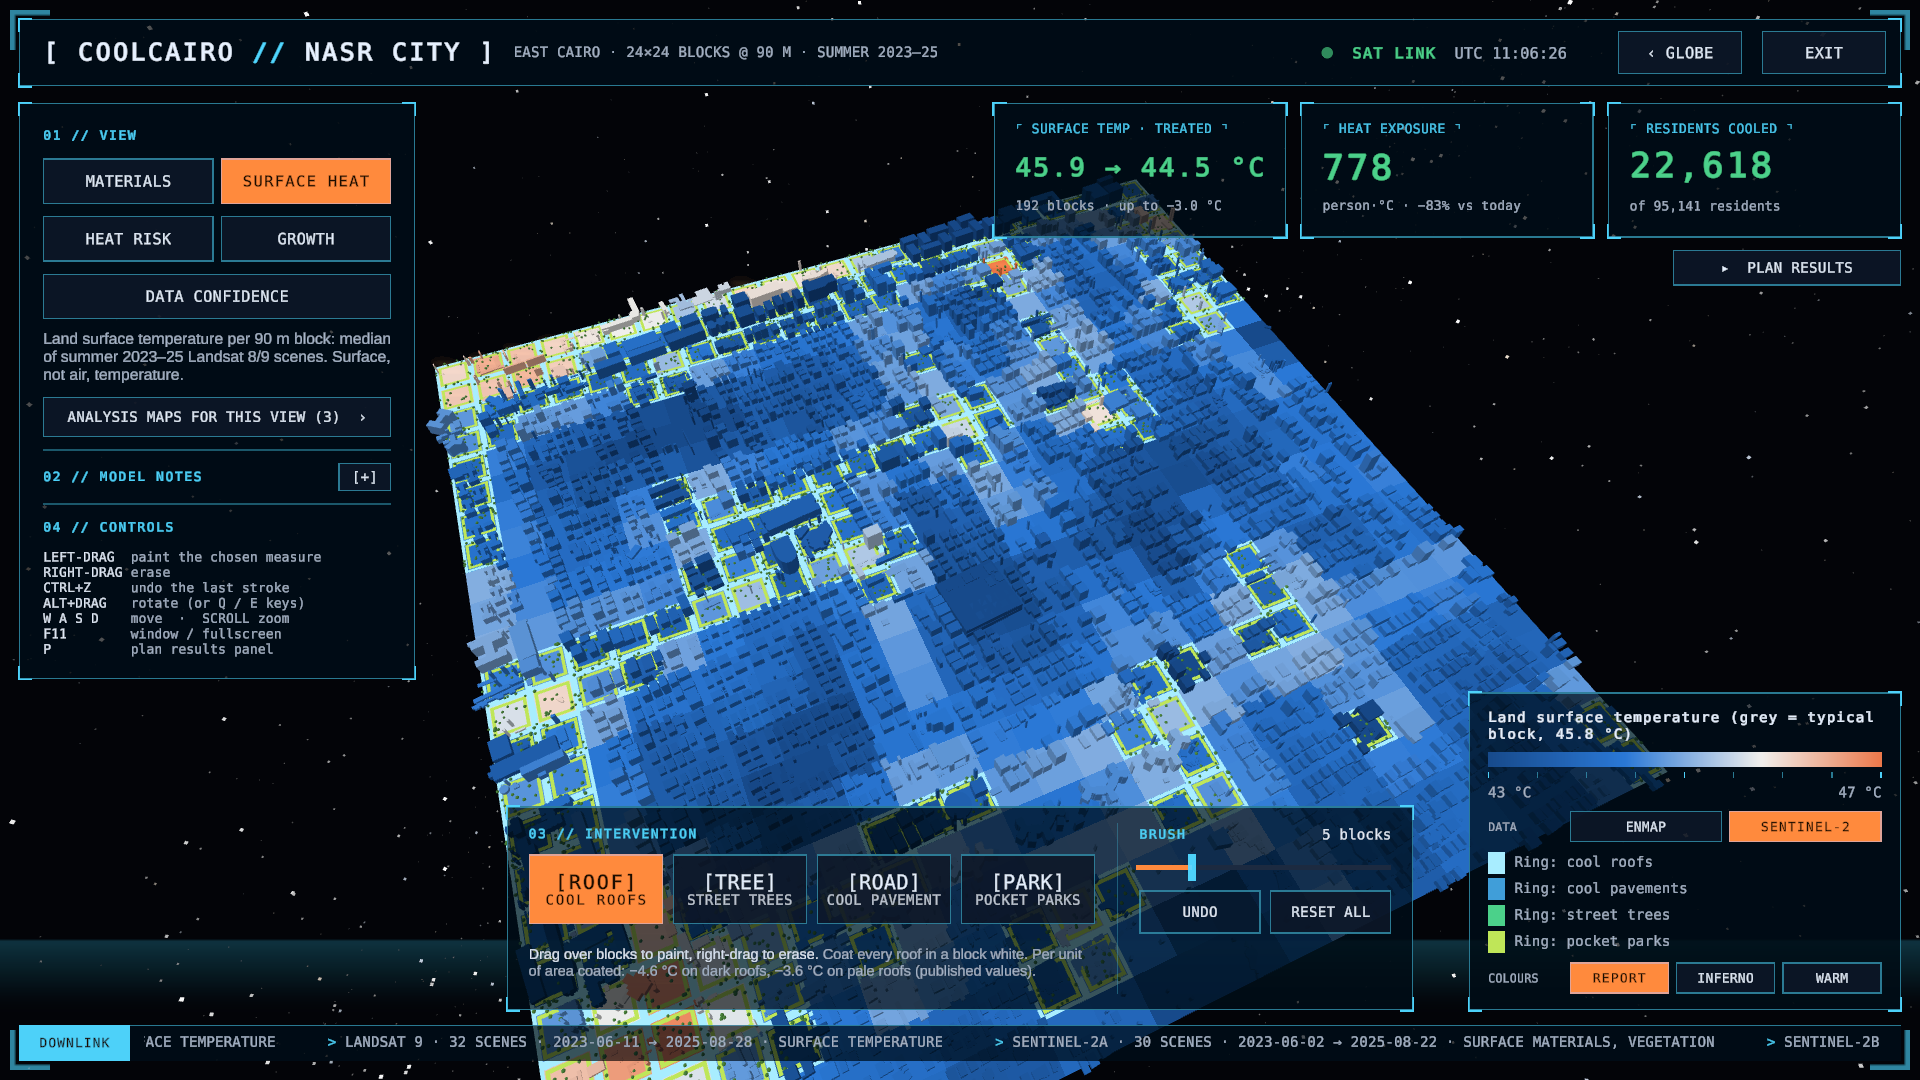 [ COOLCAIRO // NASR CITY ] EAST CAIRO · 24×24 BLOCKS @ 90 M · SUMMER 2023–25
SAT LINK UTC 11:06:26 ‹ GLOBE EXIT
01 // VIEW
MATERIALS SURFACE HEAT
HEAT RISK GROWTH
DATA CONFIDENCE
Land surface temperature per 90 m block: median
of summer 2023–25 Landsat 8/9 scenes. Surface,
not air, temperature.
ANALYSIS MAPS FOR THIS VIEW (3) ›
02 // MODEL NOTES [+]
04 // CONTROLS
LEFT-DRAG paint the chosen measure
RIGHT-DRAG erase
CTRL+Z undo the last stroke
ALT+DRAG rotate (or Q / E keys)
W A S D move · SCROLL zoom
F11 window / fullscreen
P plan results panel
⌜ SURFACE TEMP · TREATED ⌝
45.9 → 44.5 °C
192 blocks · up to −3.0 °C
⌜ HEAT EXPOSURE ⌝
778
person·°C · −83% vs today
⌜ RESIDENTS COOLED ⌝
22,618
of 95,141 residents
▸ PLAN RESULTS
03 // INTERVENTION
[ROOF] [TREE] [ROAD] [PARK]
COOL ROOFS STREET TREES COOL PAVEMENT POCKET PARKS
Drag over blocks to paint, right-drag to erase. Coat every roof in a block white. Per unit
of area coated: −4.6 °C on dark roofs, −3.6 °C on pale roofs (published values).
BRUSH 5 blocks
UNDO RESET ALL
Land surface temperature (grey = typical
block, 45.8 °C)
43 °C 47 °C
DATA ENMAP SENTINEL-2
Ring: cool roofs
Ring: cool pavements
Ring: street trees
Ring: pocket parks
COLOURS REPORT INFERNO WARM
DOWNLINK ACE TEMPERATURE > LANDSAT 9 · 32 SCENES · 2023-06-11 → 2025-08-28 · SURFACE TEMPERATURE > SENTINEL-2A · 30 SCENES · 2023-06-02 → 2025-08-22 · SURFACE MATERIALS, VEGETATION > SENTINEL-2B